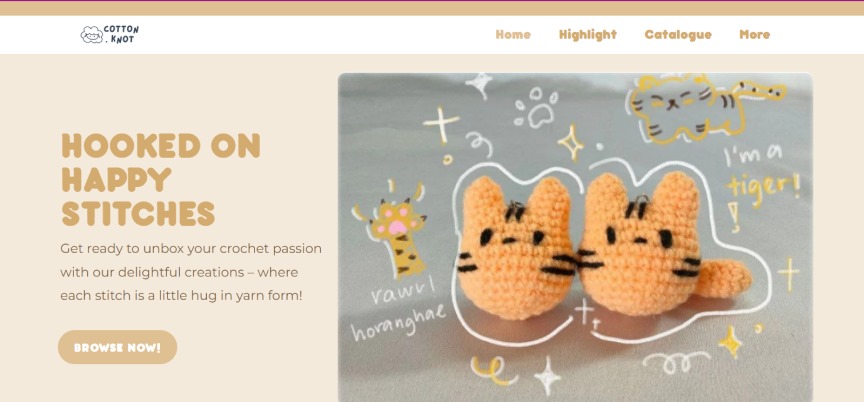 COTTON
. KNOT
Home Highlight Catalogue More
HOOKED ON
HAPPY
STITCHES
Get ready to unbox your crochet passion
with our delightful creations – where
each stitch is a little hug in yarn form!
BROWSE NOW!
I'm a
tiger!
rawr!
horanghae